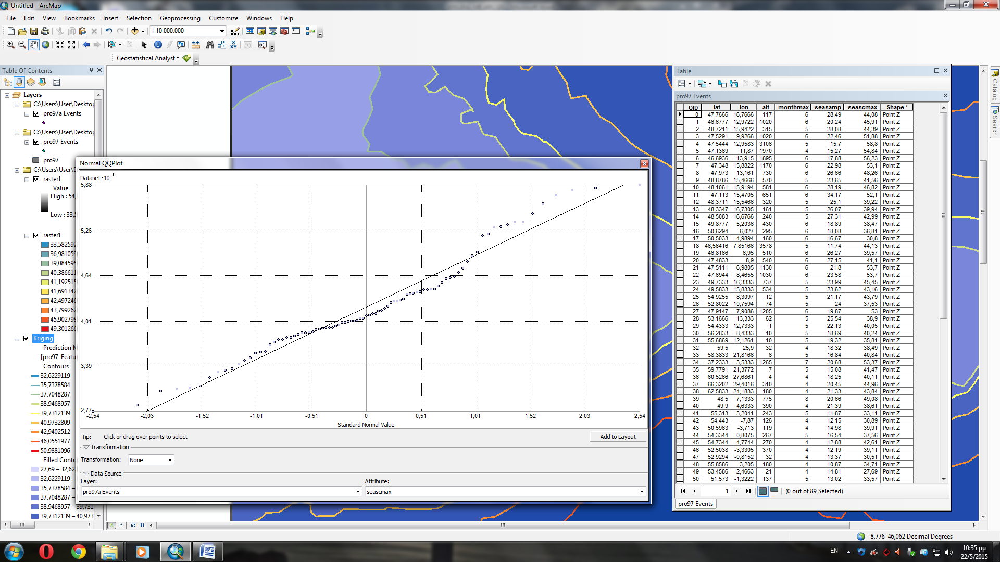 Untitled - ArcMap
File Edit View Bookmarks Insert Selection Geoprocessing Customize Windows Help
1:10.000.000
Geostatistical Analyst
Table Of Contents
Layers
C:\Users\User\Deskto
pro97a Events
C:\Users\User\Deskto
pro97 Events
pro97
C:\Users\User\
raster1
Value
High : 54,
Low : 33,
raster1
33,582592
36,981059
39,084595
40,386611
41,192515
41,691342
42,497246
43,799262
45,902798
49,301266
Kriging
Prediction
[pro97_Featu
Contours
32,6229119
35,7378584
37,7048287
38,9468957
39,7312139
40,9732809
42,9402512
46,0551977
50,9881096
Filled Conto
27,69 – 32,62
32,6229119 –
35,7378584 –
37,7048287 –
38,9468957 – 39,731
39,7312139 – 40,973
Normal QQPlot
Dataset · 10 -1
5,88
5,26
4,64
4,01
3,39
2,77
-2,54 -2,03 -1,52 -1,01 -0,51 0 0,51 1,01 1,52 2,03 2,54
Standard Normal Value
Tip: Click or drag over points to select
Add to Layout
Transformation
Transformation: None
Data Source
Layer: Attribute:
pro97a Events seascmax
Table
pro97 Events
OID lat lon alt monthmax seasamp seascmax Shape *
0 47,7666 16,7666 117 6 28,49 44,08 Point Z
1 46,6777 12,9722 1020 6 20,24 45,91 Point Z
2 48,7211 15,9422 315 5 28,08 44,39 Point Z
3 47,5291 9,9266 1020 6 22,46 51,88 Point Z
4 47,5444 12,9583 3106 5 15,7 58,8 Point Z
5 47,1369 11,87 1970 4 15,27 54,84 Point Z
6 46,6936 13,915 1895 5 17,88 56,23 Point Z
7 47,348 15,8822 1170 6 22,98 53,1 Point Z
8 47,973 13,161 730 6 26,66 48,26 Point Z
9 48,8786 15,4666 570 5 23,65 41,56 Point Z
10 48,1061 15,9194 581 6 28,19 46,82 Point Z
11 47,113 15,4705 651 6 34,17 52,1 Point Z
12 48,3711 15,5466 320 5 25,1 39,22 Point Z
13 48,3347 16,7305 161 6 26,07 39,94 Point Z
14 48,5083 16,6766 240 6 27,31 42,99 Point Z
15 49,8777 5,2036 430 6 18,89 38,47 Point Z
16 50,6294 6,027 295 6 18,08 36,81 Point Z
17 50,5033 4,9894 160 6 16,67 30,8 Point Z
18 46,56416 7,85166 3578 5 11,74 44,13 Point Z
19 46,8166 6,95 510 6 26,27 39,57 Point Z
20 47,4833 8,9 540 6 27,15 41,1 Point Z
21 47,5111 6,9805 1130 6 21,8 53,7 Point Z
22 47,6944 8,4655 1030 6 23,58 53,7 Point Z
23 49,7333 16,3333 737 5 23,99 45,45 Point Z
24 49,5833 15,8333 534 5 23,62 43,16 Point Z
25 54,9255 8,3097 12 5 21,17 43,79 Point Z
26 52,8022 10,7594 74 5 24 37,53 Point Z
27 47,9147 7,9086 1205 6 19,87 53 Point Z
28 53,1666 13,333 62 5 25,54 38,9 Point Z
29 54,4333 12,7333 1 5 22,13 40,05 Point Z
30 56,2833 8,4333 10 5 18,69 40,24 Point Z
31 55,6869 12,1261 10 5 19,32 35,81 Point Z
32 59,5 25,9 32 4 18,32 38,49 Point Z
33 58,3833 21,8166 6 5 16,84 40,84 Point Z
34 37,2333 -3,5333 1265 7 20,68 53,37 Point Z
35 59,7791 21,3772 7 5 15,08 41,47 Point Z
36 60,5266 27,6861 4 4 18,25 40,11 Point Z
37 66,3202 29,4016 310 4 20,45 44,96 Point Z
38 62,5833 24,1833 180 4 21,33 43,84 Point Z
39 48,5 7,1333 775 8 20,66 49,08 Point Z
40 49,9 4,6333 390 4 21,39 38,61 Point Z
41 55,313 -3,2041 243 5 11,87 33,11 Point Z
42 54,443 -7,87 126 4 12,15 30,89 Point Z
43 50,5963 -3,713 119 4 14,98 39,91 Point Z
44 54,3344 -0,8075 267 5 16,54 37,56 Point Z
45 54,7344 -4,7744 270 4 12,88 42,61 Point Z
46 52,5038 -3,3305 370 4 12,19 39,11 Point Z
47 52,9294 -0,8152 32 4 13,37 30,51 Point Z
48 55,8586 -3,205 180 4 10,87 34,71 Point Z
49 53,4586 -2,4663 21 4 14,81 27,69 Point Z
50 51,573 -1,3222 137 5 13,02 33,57 Point Z
1 (0 out of 89 Selected)
pro97 Events
Catalog
Search
-8,776 46,062 Decimal Degrees
EN
10:35 μμ
22/5/2015